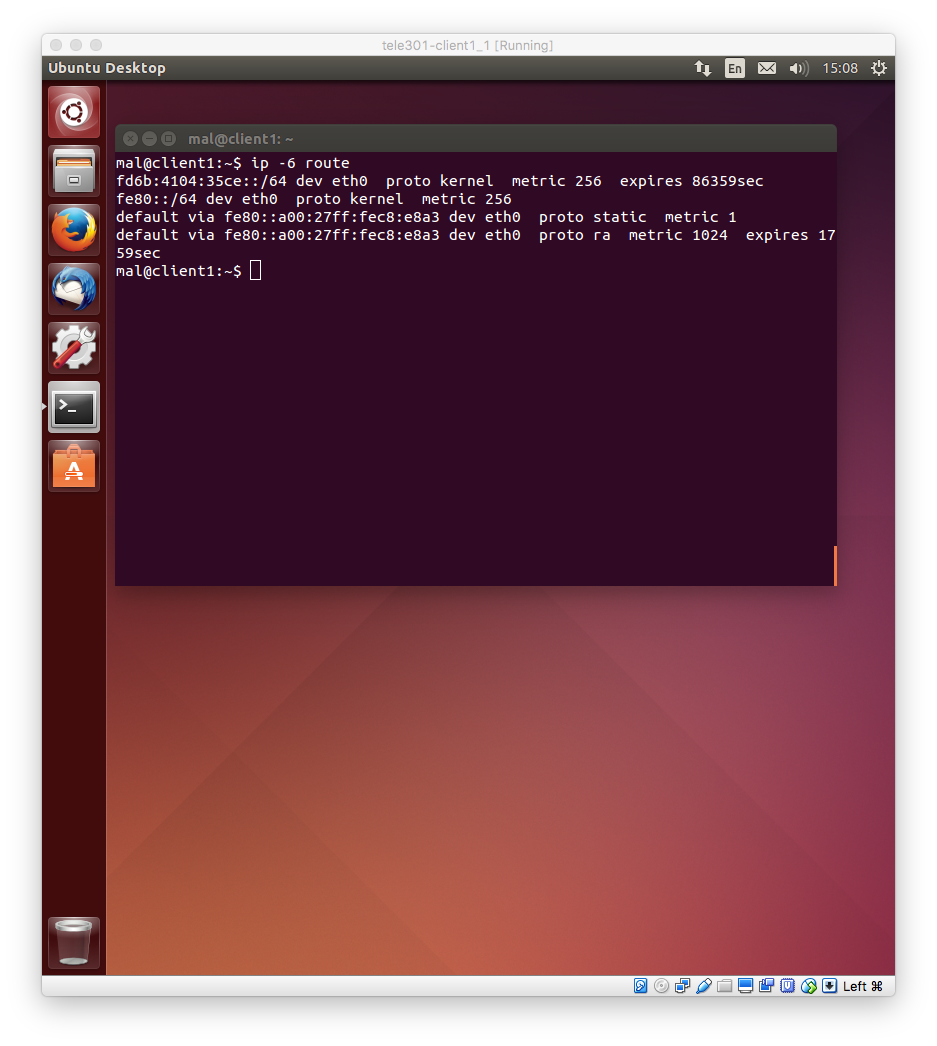 tele301-client1_1 [Running]
Ubuntu Desktop
En
15:08
mal@client1: ~
mal@client1:~$ ip -6 route
fd6b:4104:35ce::/64 dev eth0  proto kernel  metric 256  expires 86359sec
fe80::/64 dev eth0  proto kernel  metric 256
default via fe80::a00:27ff:fec8:e8a3 dev eth0  proto static  metric 1
default via fe80::a00:27ff:fec8:e8a3 dev eth0  proto ra  metric 1024  expires 17
59sec
mal@client1:~$
Left ⌘